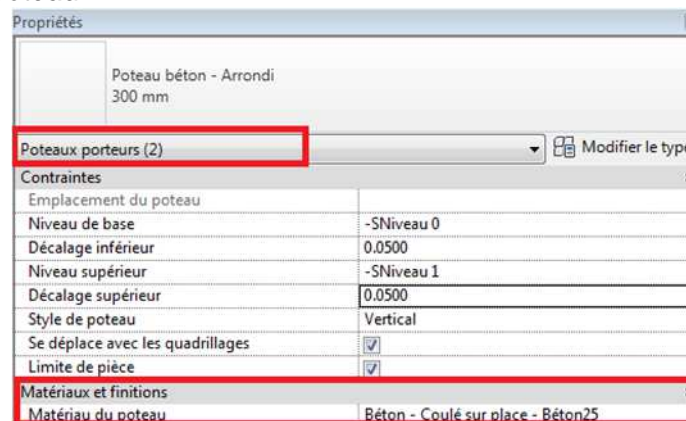 Propriétés
Poteau béton - Arrondi
300 mm
Poteaux porteurs (2) Modifier le type
Contraintes
Emplacement du poteau
Niveau de base -SNiveau 0
Décalage inférieur 0.0500
Niveau supérieur -SNiveau 1
Décalage supérieur 0.0500
Style de poteau Vertical
Se déplace avec les quadrillages
Limite de pièce
Matériaux et finitions
Matériau du poteau Béton - Coulé sur place - Béton25